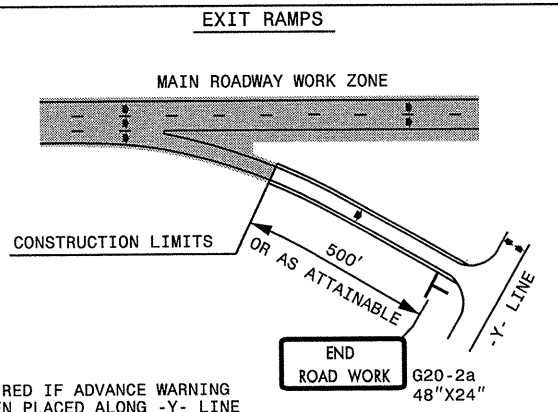 EXIT RAMPS
MAIN ROADWAY WORK ZONE
CONSTRUCTION LIMITS
500'
OR AS ATTAINABLE
-Y- LINE
END
ROAD WORK
G20-2a
48"X24"
RED IF ADVANCE WARNING
EN PLACED ALONG -Y- LINE